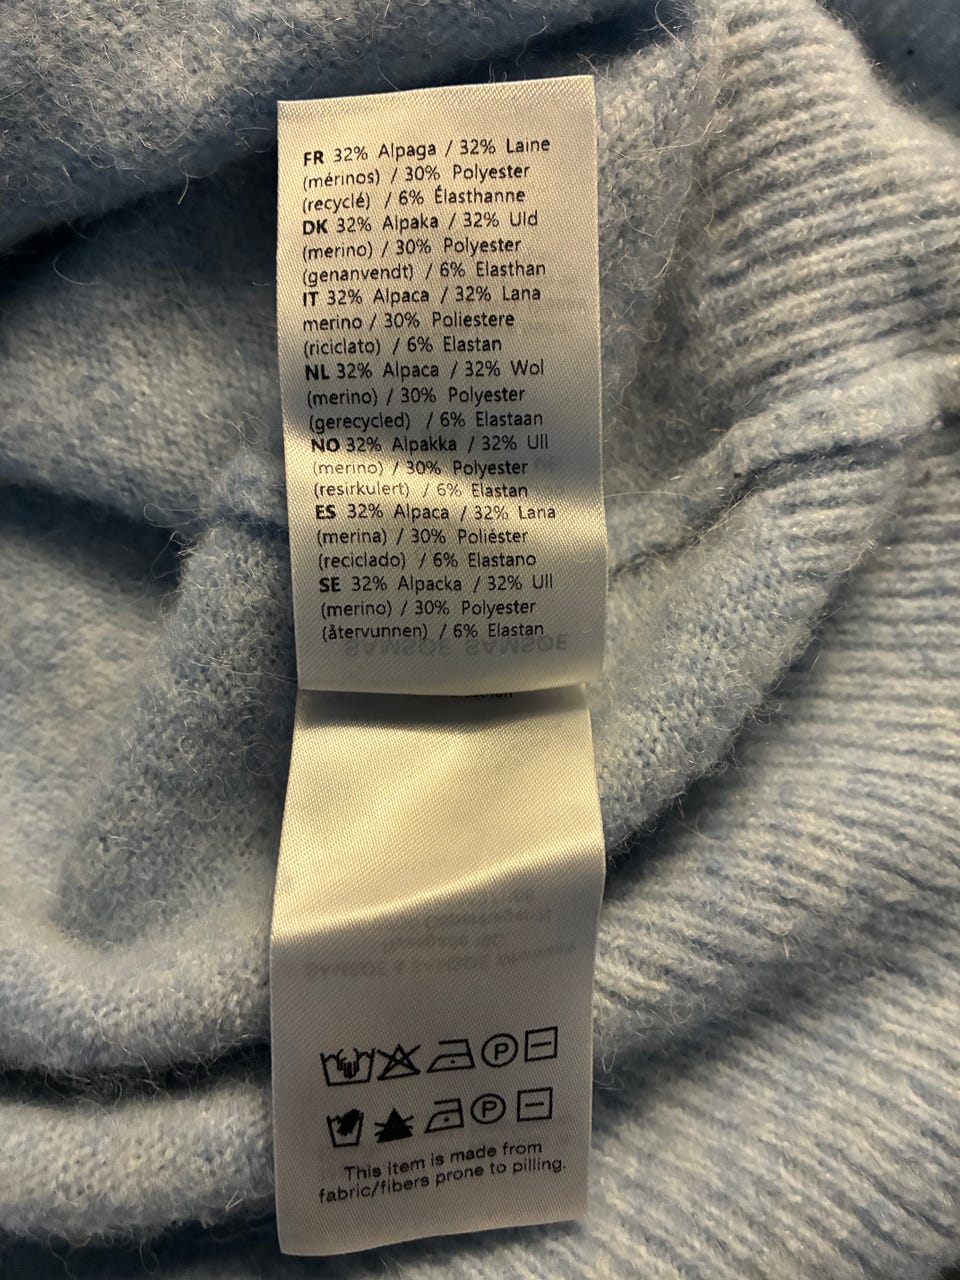 FR 32% Alpaga / 32% Laine
(mérinos) / 30% Polyester
(recyclé) / 6% Élasthanne
DK 32% Alpaka / 32% Uld
(merino) / 30% Polyester
(genanvendt) / 6% Elasthan
IT 32% Alpaca / 32% Lana
merino / 30% Poliestere
(riciclato) / 6% Elastan
NL 32% Alpaca / 32% Wol
(merino) / 30% Polyester
(gerecycled) / 6% Elastaan
NO 32% Alpakka / 32% Ull
(merino) / 30% Polyester
(resirkulert) / 6% Elastan
ES 32% Alpaca / 32% Lana
(merina) / 30% Poliéster
(reciclado) / 6% Elastano
SE 32% Alpacka / 32% Ull
(merino) / 30% Polyester
(återvunnen) / 6% Elastan
SAMSOE SAMSOE
SAMSOE & SAMSOE
P
P
This item is made from
fabric/fibers prone to pilling.